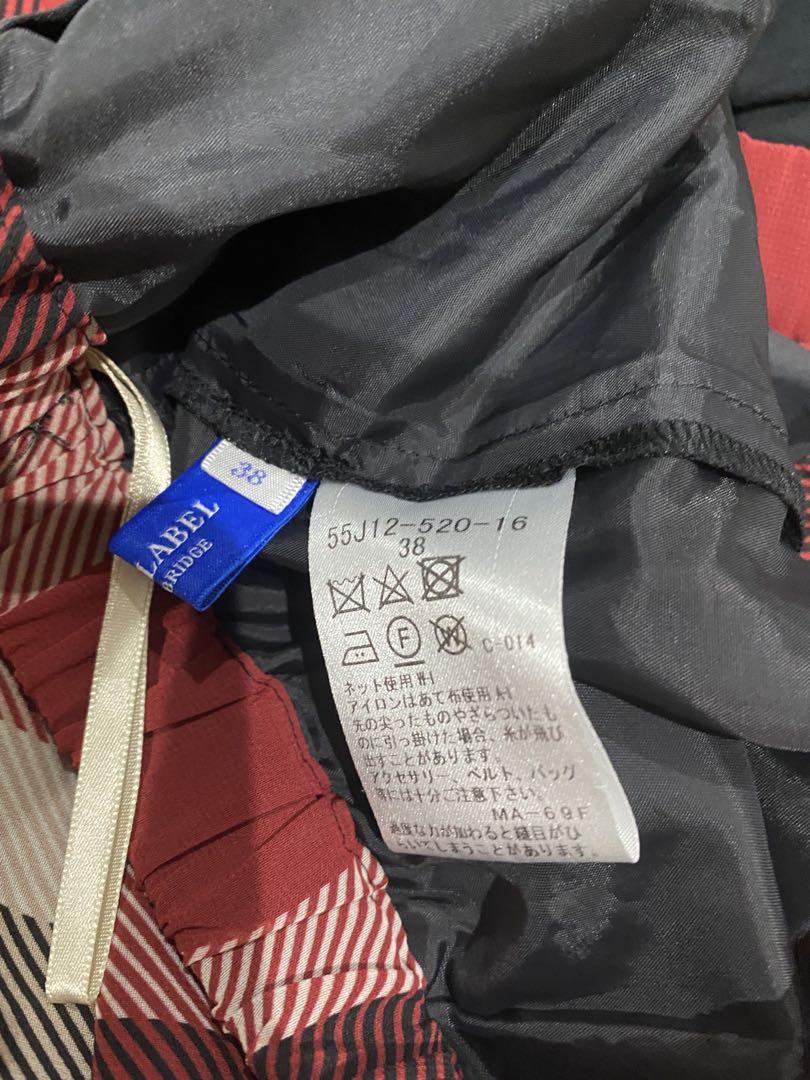 38
LABEL
BRIDGE
55J12-520-16
38
F
W
C-014
ネット使用
アイロンはあて布使用
先の尖ったものやざらついたも
のに引っ掛けた場合、糸が飛び
出すことがあります。
アクセサリー、ベルト、バッグ
等には十分ご注意下さい。
MA-69F
過度な力が加わると縫目がひ
らいてしまうことがあります。